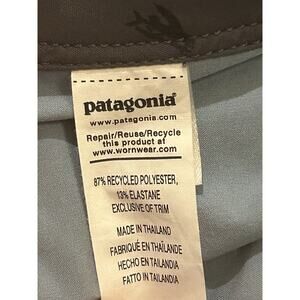 patagonia®
www.patagonia.com
Repair/Reuse/Recycle
this product at
www.wornwear.com
87% RECYCLED POLYESTER,
13% ELASTANE
EXCLUSIVE OF TRIM
MADE IN THAILAND
FABRIQUÉ EN THAÏLANDE
HECHO EN TAILANDIA
FATTO IN TAILANDIA